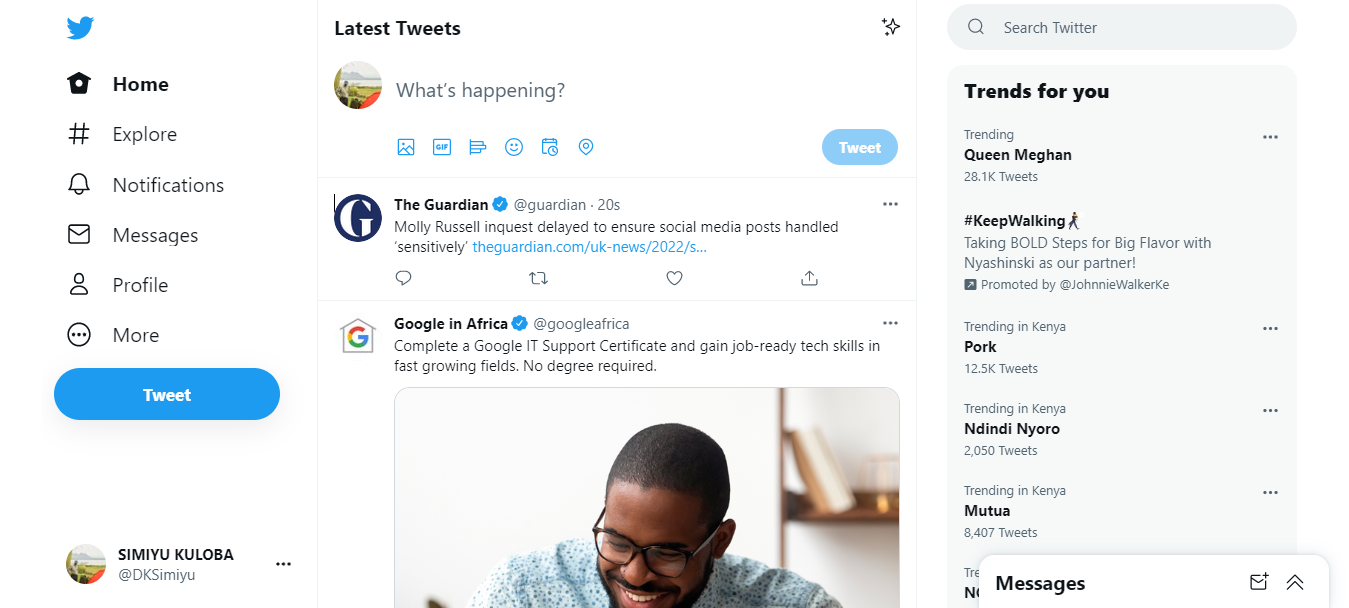 Home
Explore
Notifications
Messages
Profile
More
Tweet
SIMIYU KULOBA
@DKSimiyu
Latest Tweets
What's happening?
GIF
Tweet
The Guardian @guardian · 20s
Molly Russell inquest delayed to ensure social media posts handled
'sensitively' theguardian.com/uk-news/2022/s...
Google in Africa @googleafrica
Complete a Google IT Support Certificate and gain job-ready tech skills in
fast growing fields. No degree required.
Search Twitter
Trends for you
Trending
Queen Meghan
28.1K Tweets
#KeepWalking
Taking BOLD Steps for Big Flavor with
Nyashinski as our partner!
Promoted by @JohnnieWalkerKe
Trending in Kenya
Pork
12.5K Tweets
Trending in Kenya
Ndindi Nyoro
2,050 Tweets
Trending in Kenya
Mutua
8,407 Tweets
Messages